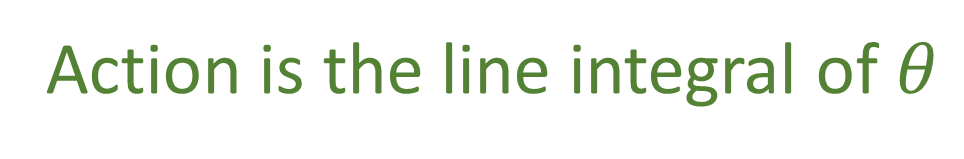 Action is the line integral of θ